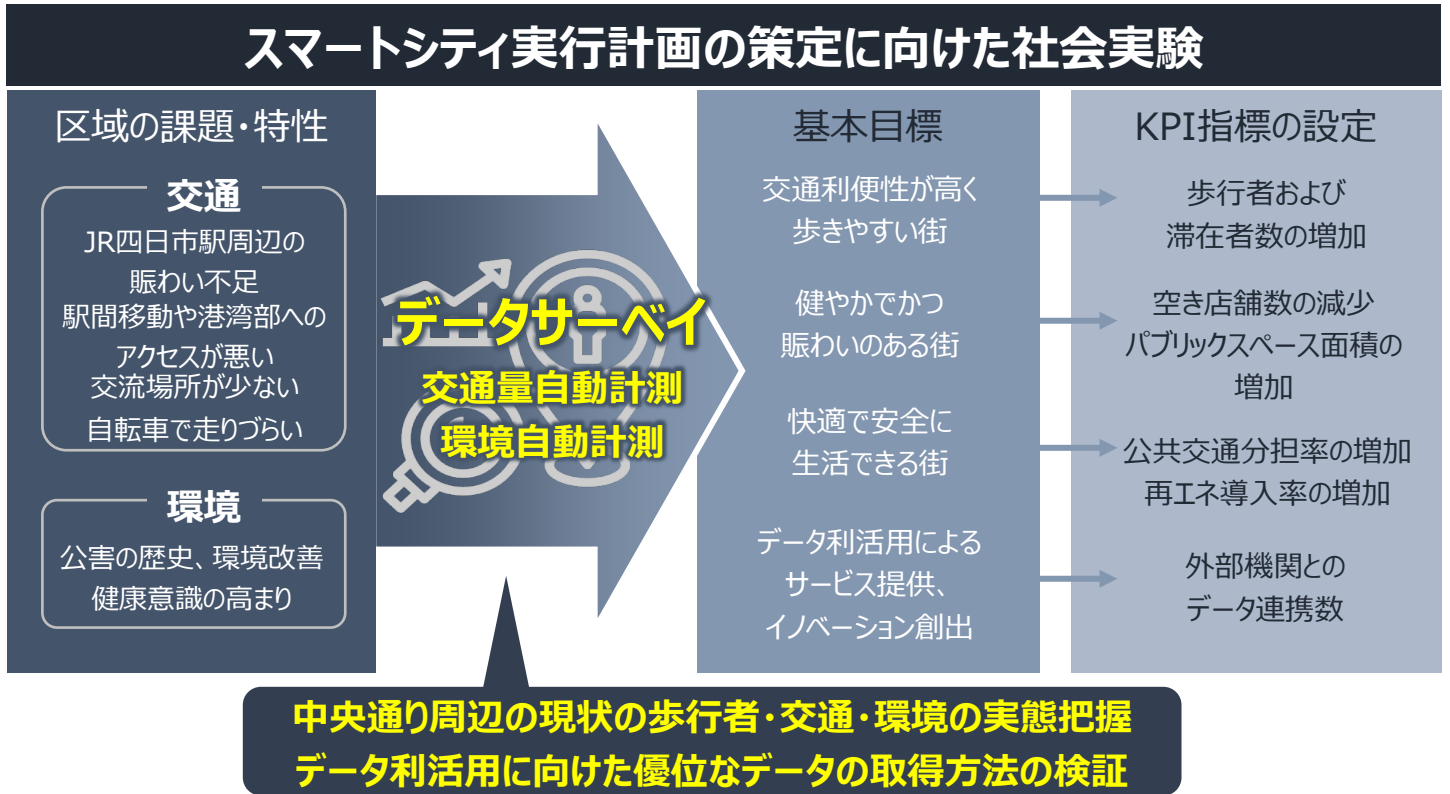 スマートシティ実行計画の策定に向けた社会実験
区域の課題・特性
交通
JR四日市駅周辺の
賑わい不足
駅間移動や港湾部への
アクセスが悪い
交流場所が少ない
自転車で走りづらい
環境
公害の歴史、環境改善
健康意識の高まり
データサーベイ
交通量自動計測
環境自動計測
基本目標
交通利便性が高く
歩きやすい街
健やかでかつ
賑わいのある街
快適で安全に
生活できる街
データ利活用による
サービス提供、
イノベーション創出
KPI指標の設定
歩行者および
滞在者数の増加
空き店舗数の減少
パブリックスペース面積の
増加
公共交通分担率の増加
再エネ導入率の増加
外部機関との
データ連携数
中央通り周辺の現状の歩行者・交通・環境の実態把握
データ利活用に向けた優位なデータの取得方法の検証